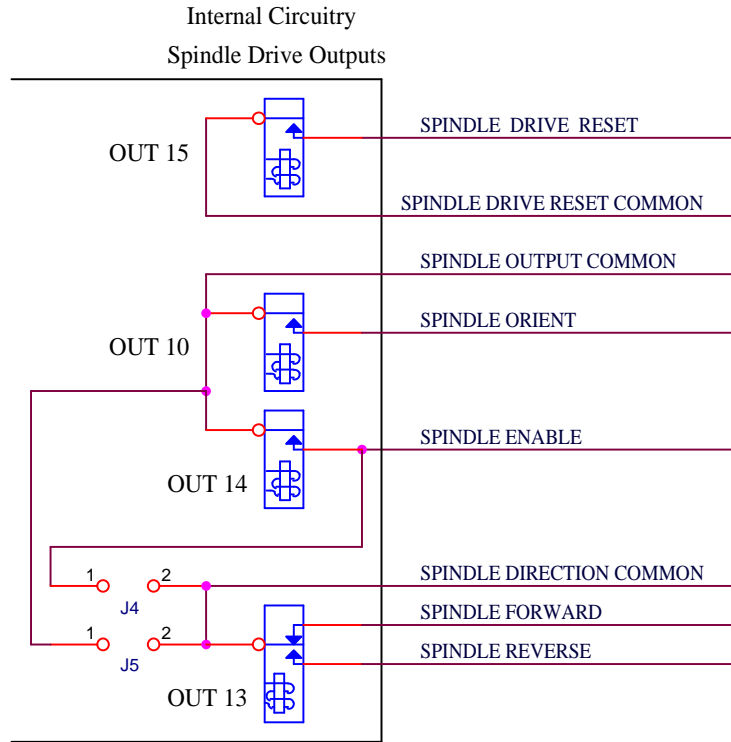 Internal Circuitry
Spindle Drive Outputs
SPINDLE DRIVE RESET
OUT 15
SPINDLE DRIVE RESET COMMON
SPINDLE OUTPUT COMMON
SPINDLE ORIENT
OUT 10
SPINDLE ENABLE
OUT 14
1 2
J4
SPINDLE DIRECTION COMMON
SPINDLE FORWARD
1 2
J5
SPINDLE REVERSE
OUT 13